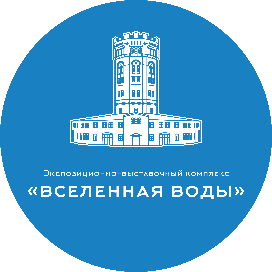 Экспозиционно-выставочный комплекс
«ВСЕЛЕННАЯ ВОДЫ»